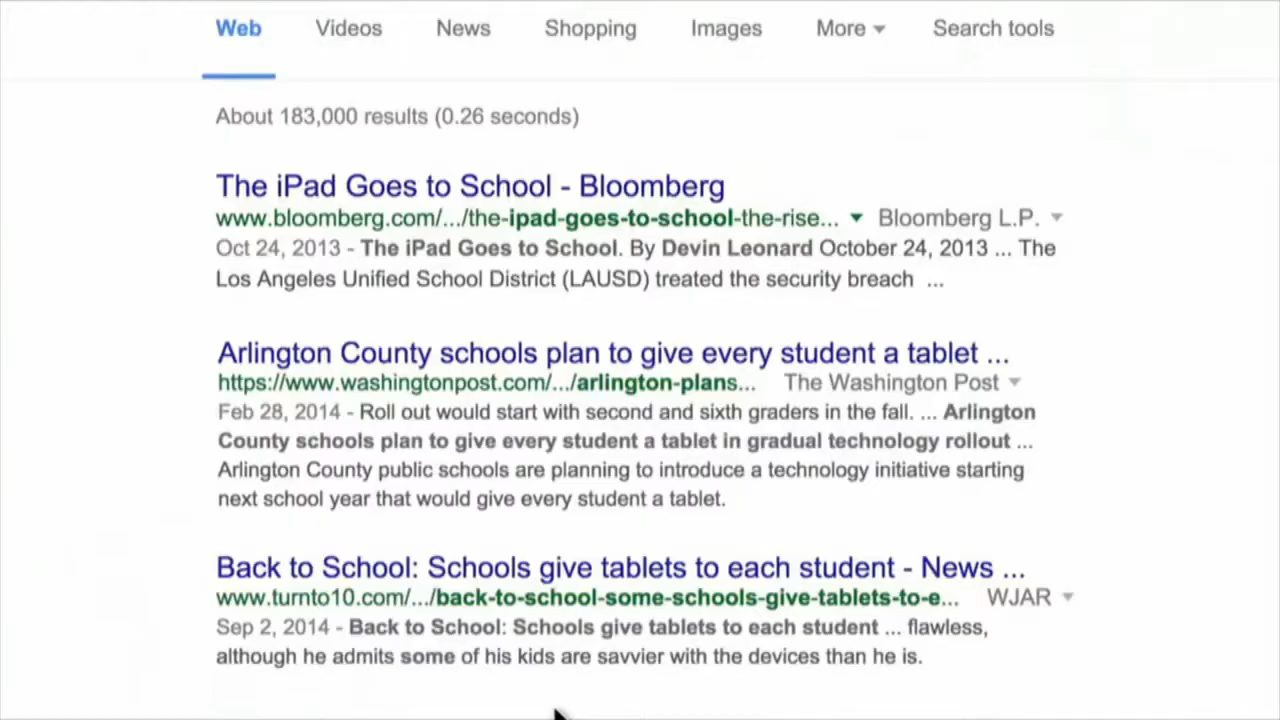 Web Videos News Shopping Images More Search tools
About 183,000 results (0.26 seconds)
The iPad Goes to School - Bloomberg
www.bloomberg.com/.../the-ipad-goes-to-school-the-rise... Bloomberg L.P.
Oct 24, 2013 - The iPad Goes to School. By Devin Leonard October 24, 2013 ... The
Los Angeles Unified School District (LAUSD) treated the security breach ...
Arlington County schools plan to give every student a tablet ...
https://www.washingtonpost.com/.../arlington-plans... The Washington Post
Feb 28, 2014 - Roll out would start with second and sixth graders in the fall. ... Arlington
County schools plan to give every student a tablet in gradual technology rollout ...
Arlington County public schools are planning to introduce a technology initiative starting
next school year that would give every student a tablet.
Back to School: Schools give tablets to each student - News ...
www.turnto10.com/.../back-to-school-some-schools-give-tablets-to-e... WJAR
Sep 2, 2014 - Back to School: Schools give tablets to each student ... flawless,
although he admits some of his kids are savvier with the devices than he is.